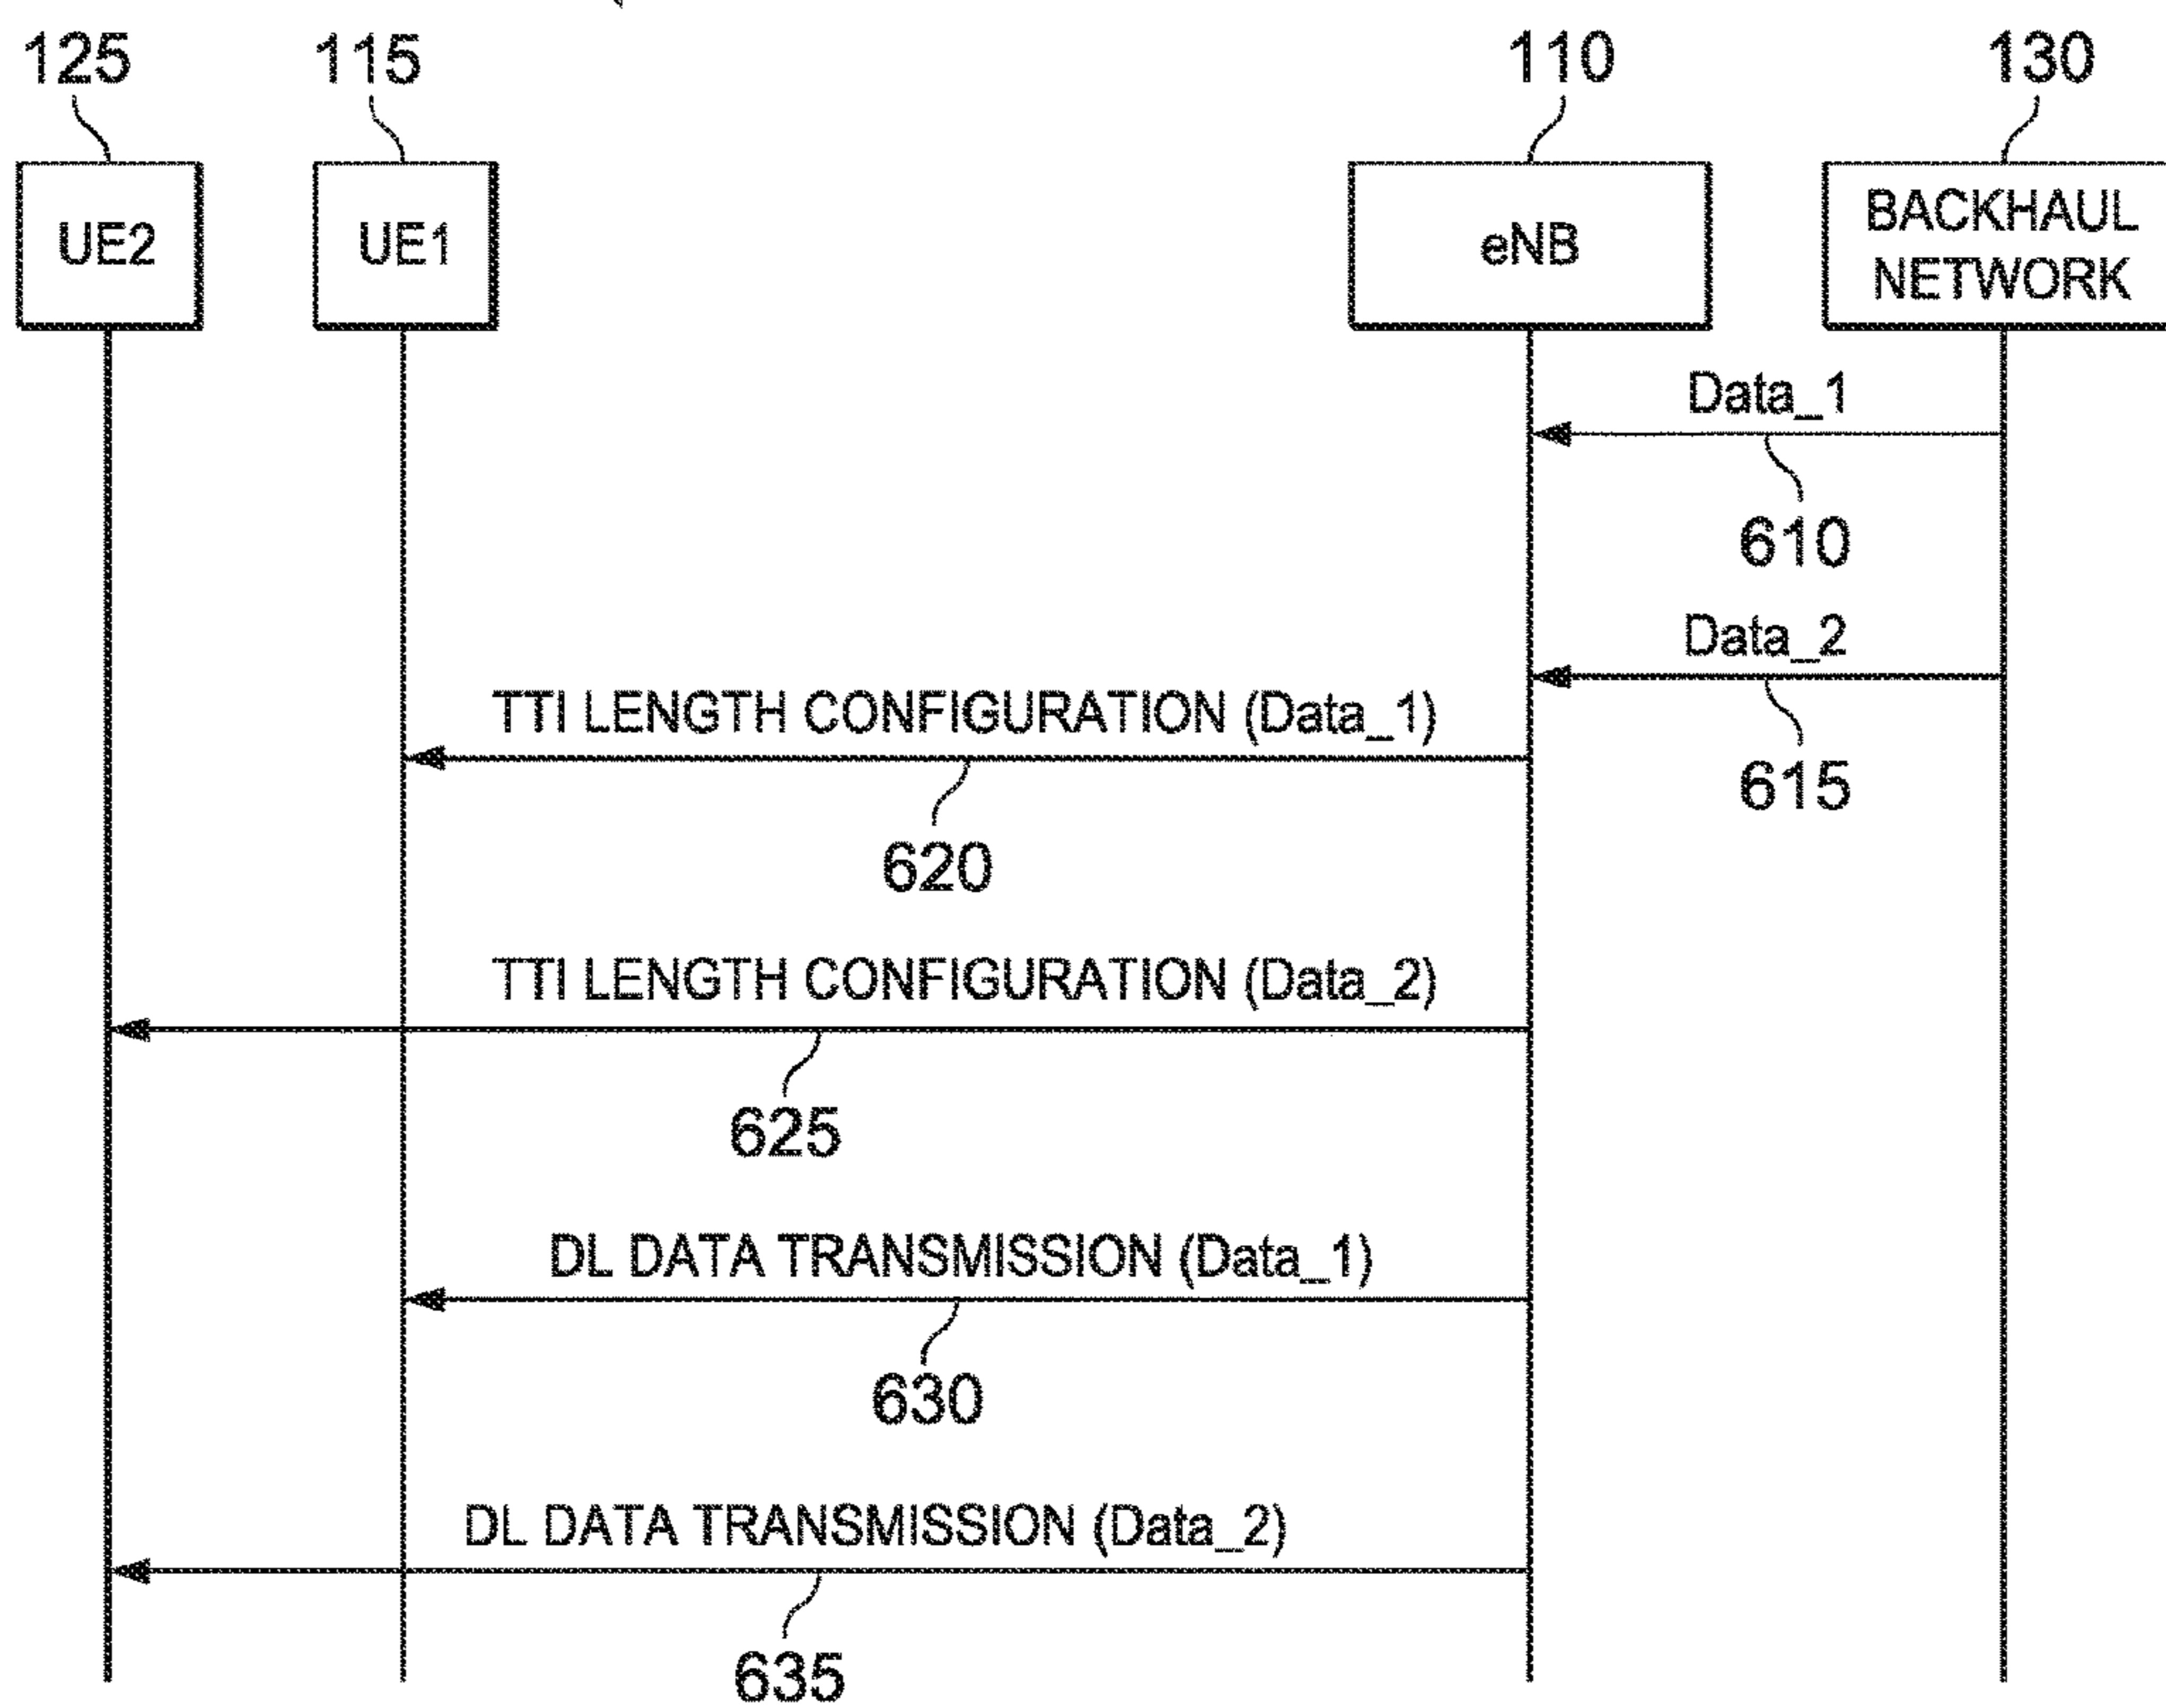 125
115
110
130
UE2
UE1
eNB
BACKHAUL
NETWORK
Data_1
610
Data_2
TTI LENGTH CONFIGURATION (Data_1)
615
620
TTI LENGTH CONFIGURATION (Data_2)
625
DL DATA TRANSMISSION (Data_1)
630
DL DATA TRANSMISSION (Data_2)
635